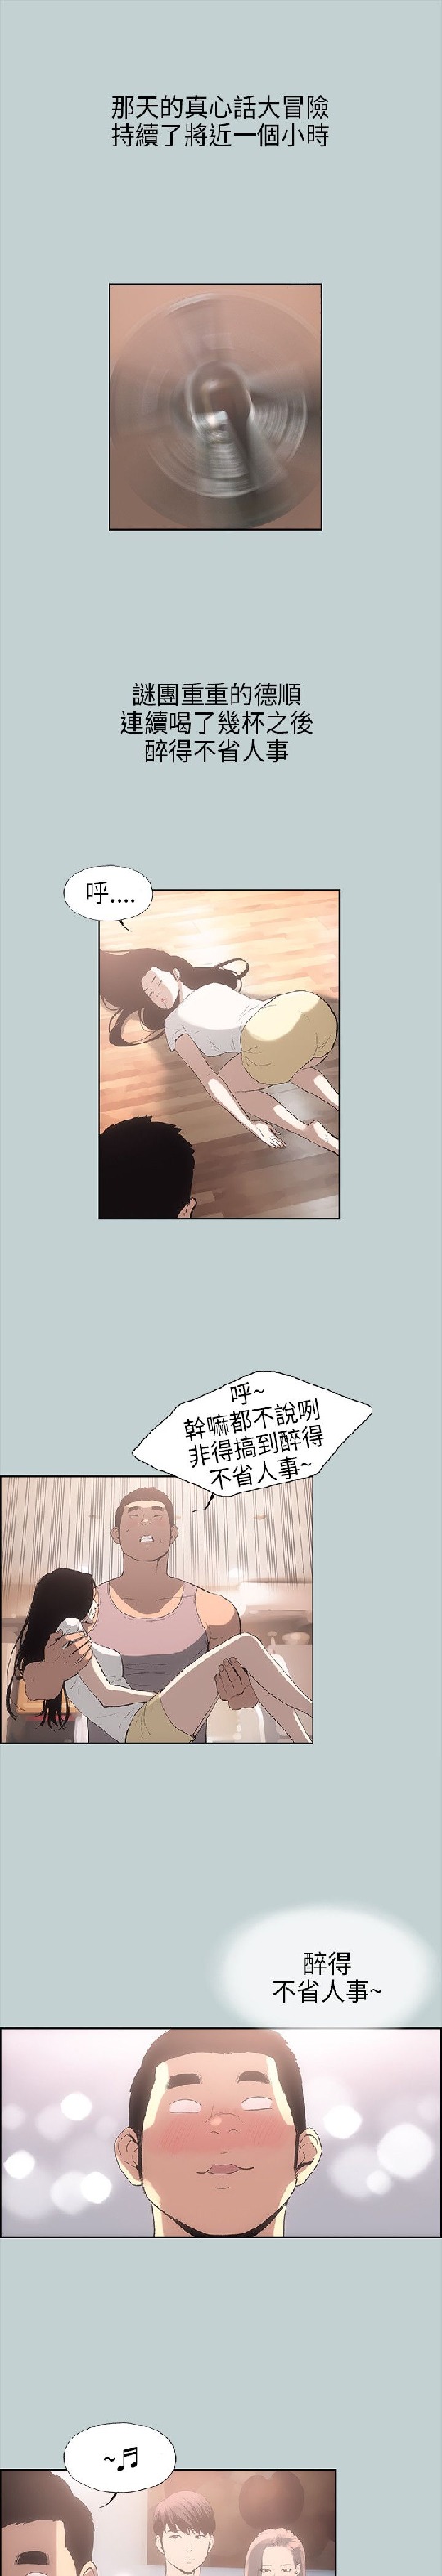 那天的真心話大冒險
持續了將近一個小時
謎團重重的德順
連續喝了幾杯之後
醉得不省人事
呼....
呼~
幹嘛都不說咧
非得搞到醉得
不省人事~
醉得
不省人事~
~♬